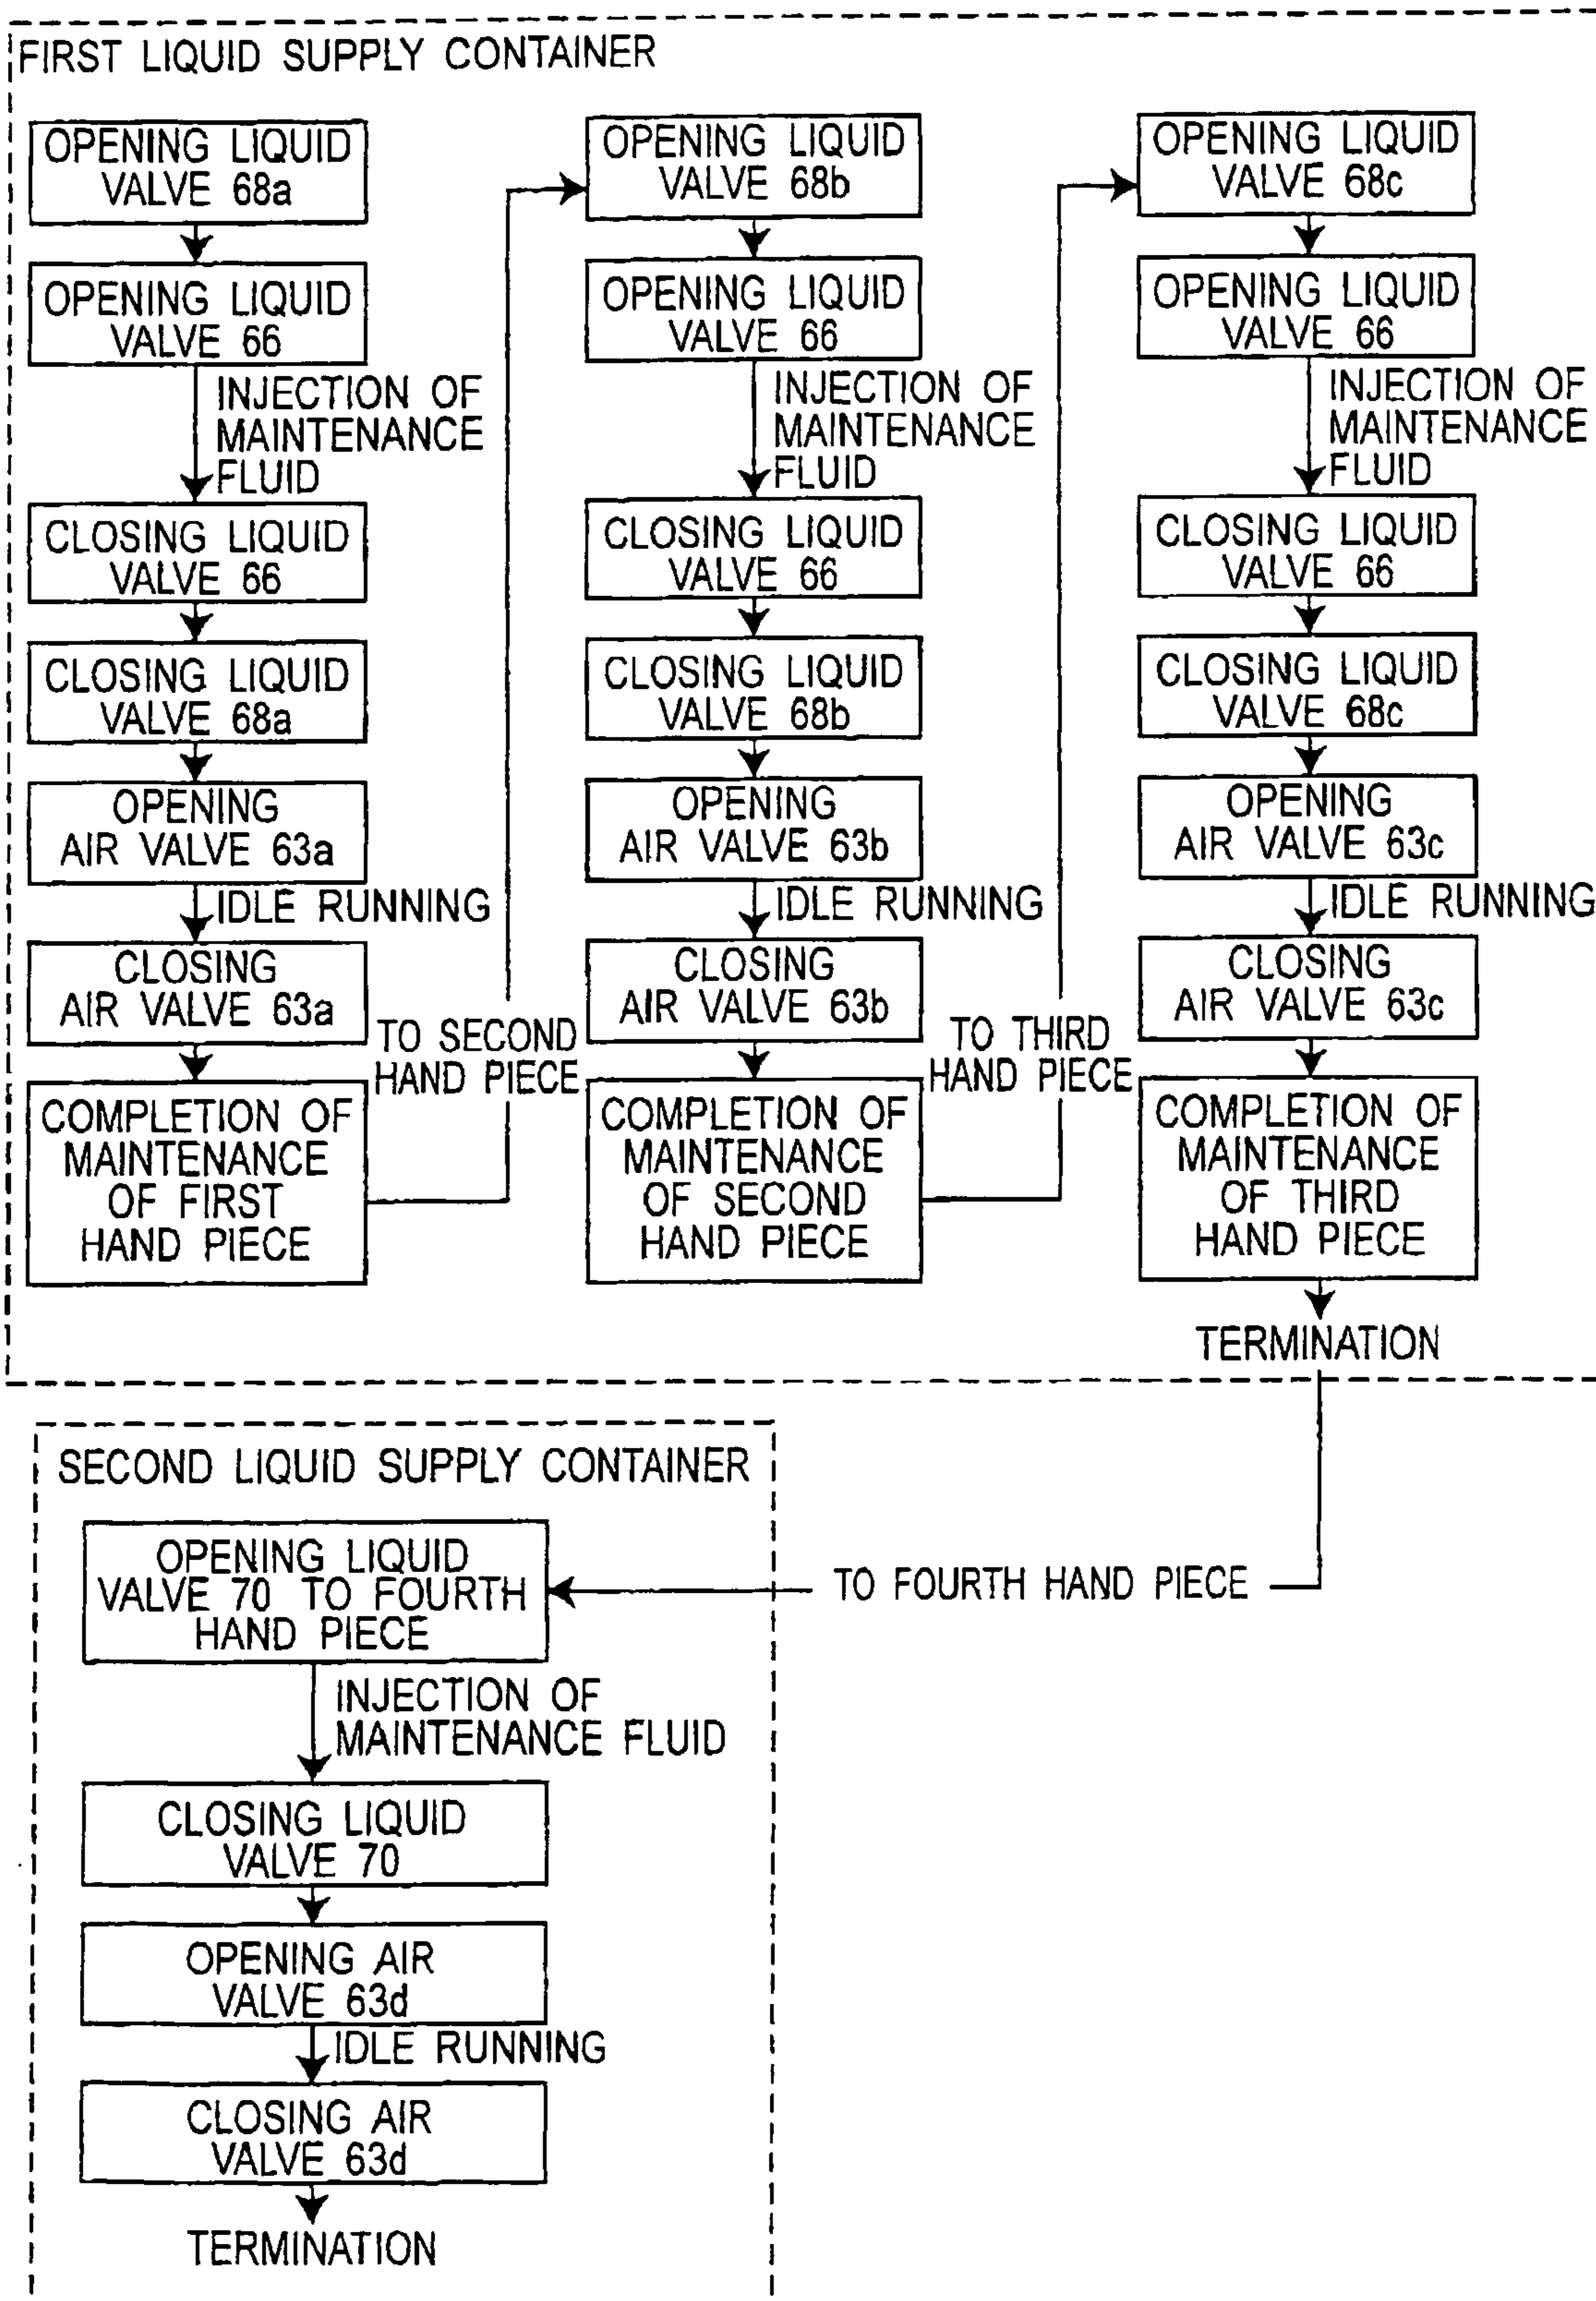 FIRST LIQUID SUPPLY CONTAINER
OPENING LIQUID
VALVE 68a
OPENING LIQUID
VALVE 66
INJECTION OF
MAINTENANCE
FLUID
CLOSING LIQUID
VALVE 66
CLOSING LIQUID
VALVE 68a
OPENING
AIR VALVE 63a
IDLE RUNNING
CLOSING
AIR VALVE 63a
COMPLETION OF
MAINTENANCE
OF FIRST
HAND PIECE
TO SECOND
HAND PIECE
OPENING LIQUID
VALVE 68b
OPENING LIQUID
VALVE 66
INJECTION OF
MAINTENANCE
FLUID
CLOSING LIQUID
VALVE 66
CLOSING LIQUID
VALVE 68b
OPENING
AIR VALVE 63b
IDLE RUNNING
CLOSING
AIR VALVE 63b
COMPLETION OF
MAINTENANCE
OF SECOND
HAND PIECE
TO THIRD
HAND PIECE
OPENING LIQUID
VALVE 68c
OPENING LIQUID
VALVE 66
INJECTION OF
MAINTENANCE
FLUID
CLOSING LIQUID
VALVE 66
CLOSING LIQUID
VALVE 68c
OPENING
AIR VALVE 63c
IDLE RUNNING
CLOSING
AIR VALVE 63c
COMPLETION OF
MAINTENANCE
OF THIRD
HAND PIECE
TERMINATION
TO FOURTH HAND PIECE
SECOND LIQUID SUPPLY CONTAINER
OPENING LIQUID
VALVE 70 TO FOURTH
HAND PIECE
INJECTION OF
MAINTENANCE FLUID
CLOSING LIQUID
VALVE 70
OPENING AIR
VALVE 63d
IDLE RUNNING
CLOSING AIR
VALVE 63d
TERMINATION